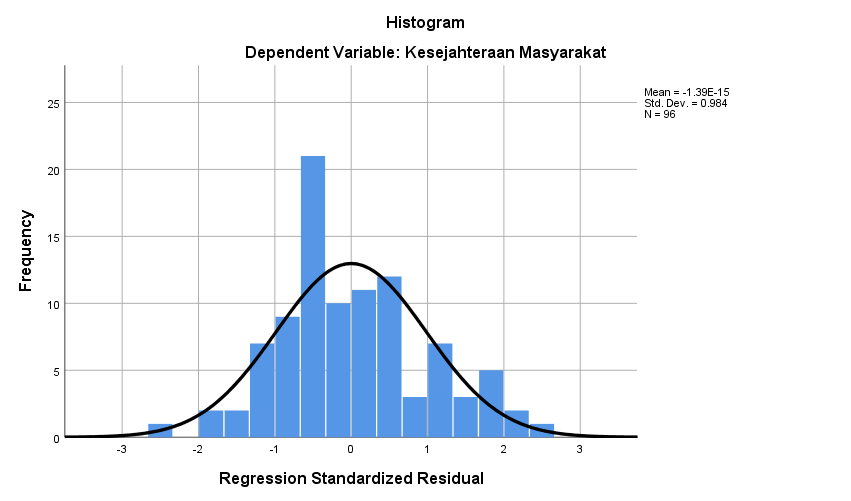 Histogram
Dependent Variable: Kesejahteraan Masyarakat
Mean = -1.39E-15
Std. Dev. = 0.984
N = 96
25
20
15
10
5
0
Frequency
-3 -2 -1 0 1 2 3
Regression Standardized Residual